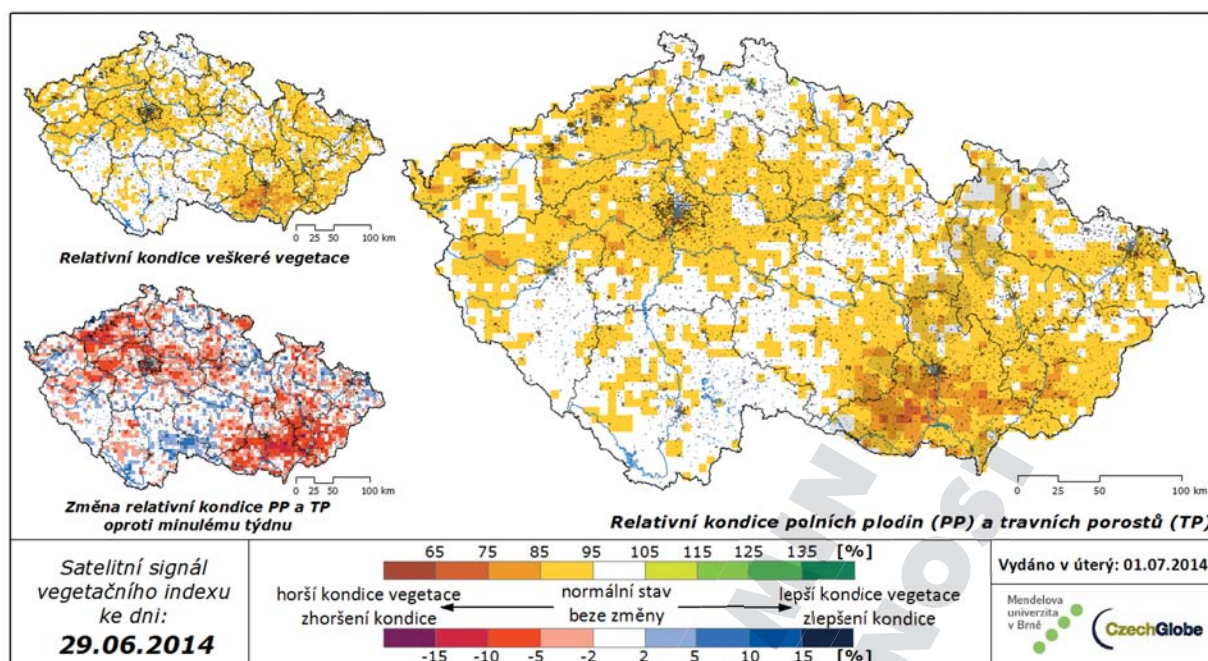 0 25 50 100 km
Relativní kondice veškeré vegetace
0 25 50 100 km
Změna relativní kondice PP a TP
oproti minulému týdnu
0 25 50 100 km
Relativní kondice polních plodin (PP) a travních porostů (TP)
Satelitní signál
vegetačního indexu
ke dni:
29.06.2014
65 75 85 95 105 115 125 135 [%]
horší kondice vegetace normální stav lepší kondice vegetace
zhoršení kondice beze změny zlepšení kondice
-15 -10 -5 -2 2 5 10 15 [%]
Vydáno v úterý: 01.07.2014
Mendelova
univerzita
v Brně
CzechGlobe